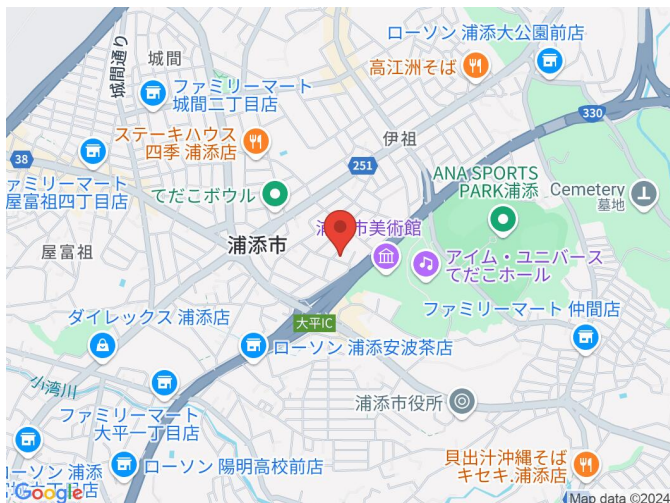 ローソン 浦添大公園前店
城間
城間通り
高江洲そば
ファミリーマート
城間二丁目店
330
ステーキハウス
四季 浦添店
伊祖
38
251
ANA SPORTS
PARK浦添
ファミリーマート
屋富祖四丁目店
てだこボウル
Cemetery
墓地
浦添市
市美術館
屋富祖
アイム・ユニバース
てだこホール
ダイレックス 浦添店
大平IC
ファミリーマート 仲間店
ローソン 浦添安波茶店
小湾川
ファミリーマート
大平一丁目店
浦添市役所
ローソン 浦添
ローソン 陽明高校前店
貝出汁沖縄そば
キセキ.浦添店
Google
Map data ©2024